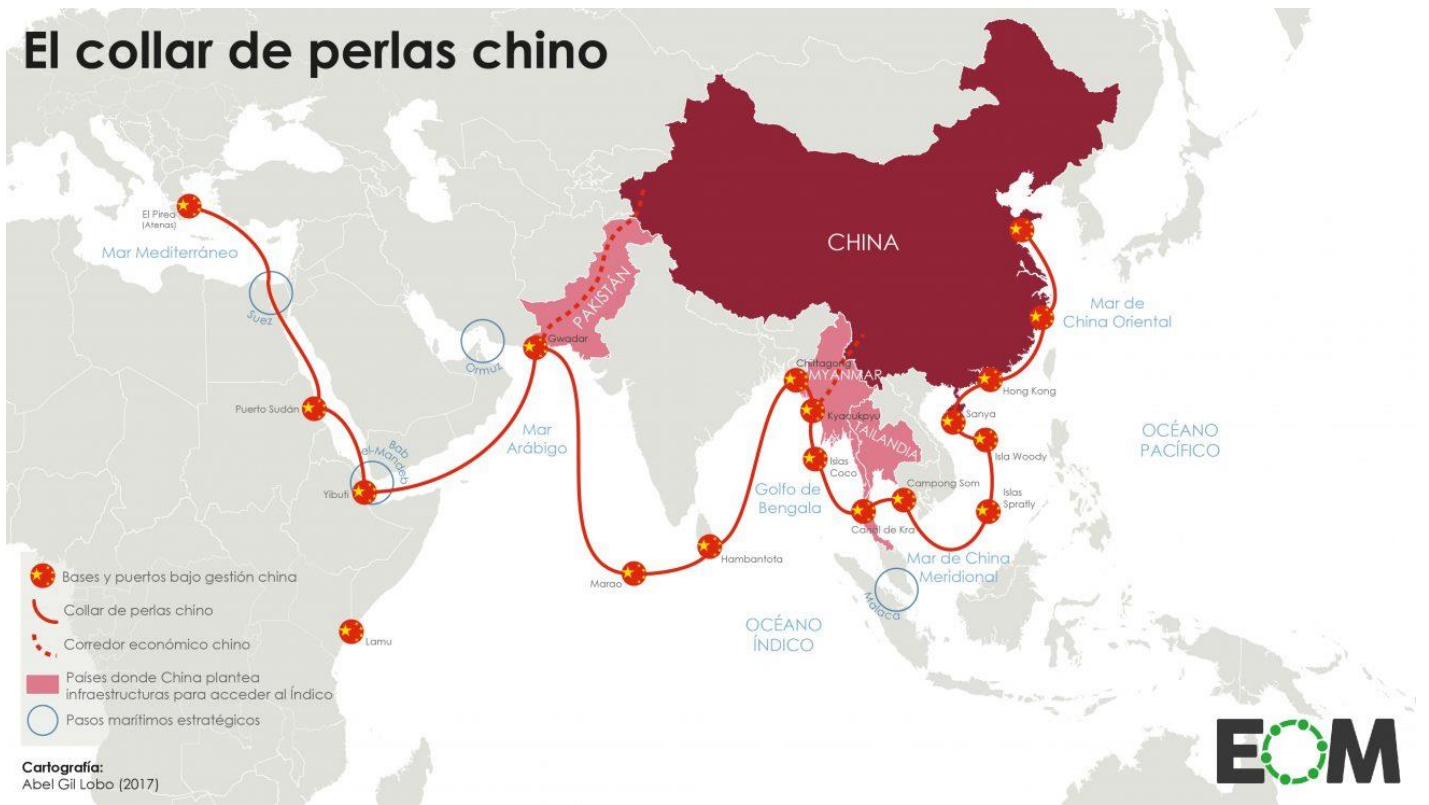 El collar de perlas chino
CHINA
El Pireo
(Atenas)
Mar Mediterráneo
Suez
PAKISTÁN
Gwadar
Ormuz
Mar de
China Oriental
Chittagong
MYANMAR
Hong Kong
Puerto Sudán
Kyaoukpyu
Sanya
TAILANDIA
Mar
Arábigo
Bab
el-Mandeb
OCÉANO
PACÍFICO
Isla Woody
Islas
Coco
Yibuti
Golfo de
Bengala
Campong Som
Islas
Spratly
Canal de Kra
Hambantota
Mar de China
Meridional
Marao
Malaca
OCÉANO
ÍNDICO
Lamu
Bases y puertos bajo gestión china
Collar de perlas chino
Corredor económico chino
Países donde China plantea
infraestructuras para acceder al Índico
Pasos marítimos estratégicos
Cartografía:
Abel Gil Lobo (2017)
EOM